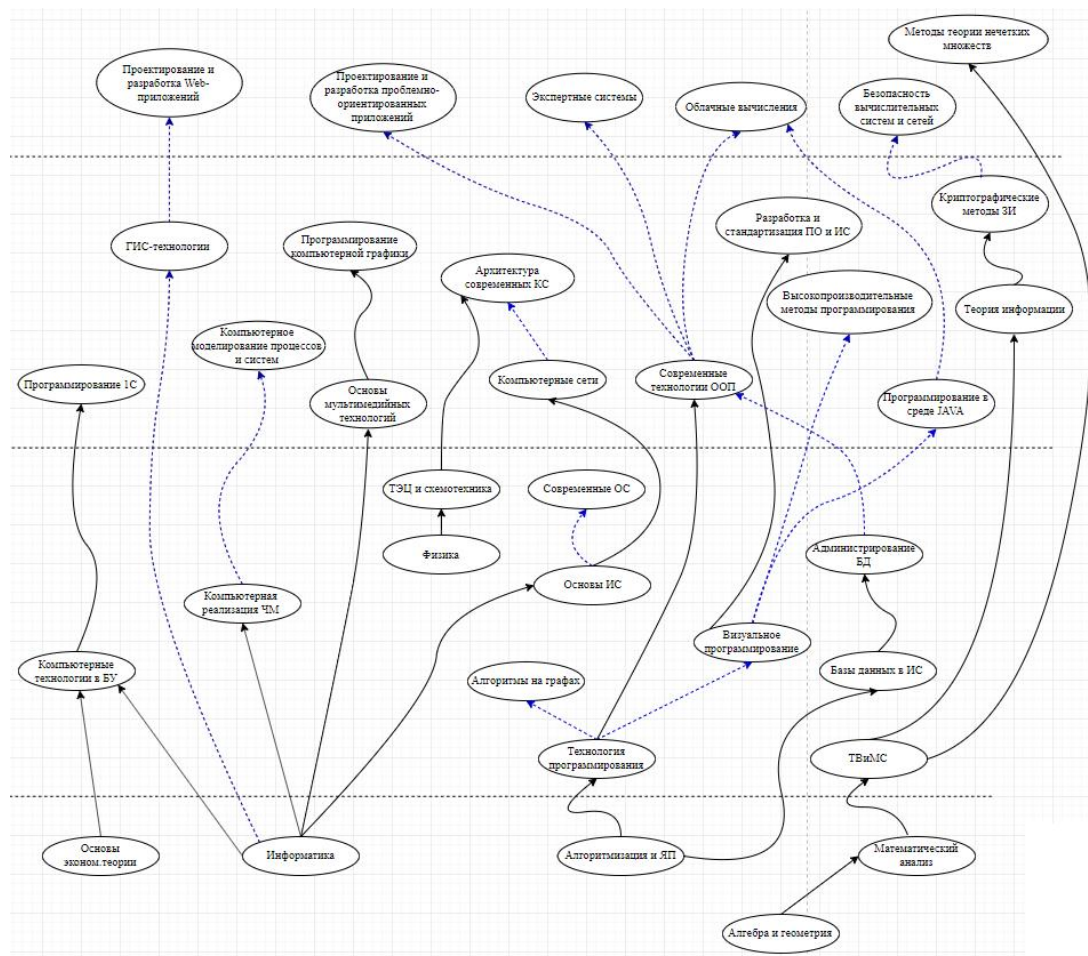 Методы теории нечетких
множеств
Проектирование и
разработка Web-
приложений
Проектирование и
разработка проблемно-
ориентированных
приложений
Экспертные системы
Облачные вычисления
Безопасность
вычислительных
систем и сетей
Криптографические
методы ЗИ
Разработка и
стандартизация ПО и ИС
ГИС-технологии
Программирование
компьютерной графики
Архитектура
современных КС
Высокопроизводительные
методы программирования
Теория информации
Компьютерное
моделирование процессов
и систем
Программирование 1С
Основы
мультимедийных
технологий
Компьютерные сети
Современные
технологии ООП
Программирование в
среде JAVA
ТЭЦ и схемотехника
Современные ОС
Физика
Администрирование
БД
Основы ИС
Компьютерная
реализация ЧМ
Визуальное
программирование
Компьютерные
технологии в БУ
Алгоритмы на графах
Базы данных в ИС
Технология
программирования
ТВиМС
Основы
эконом.теории
Информатика
Алгоритмизация и ЯП
Математический
анализ
Алгебра и геометрия